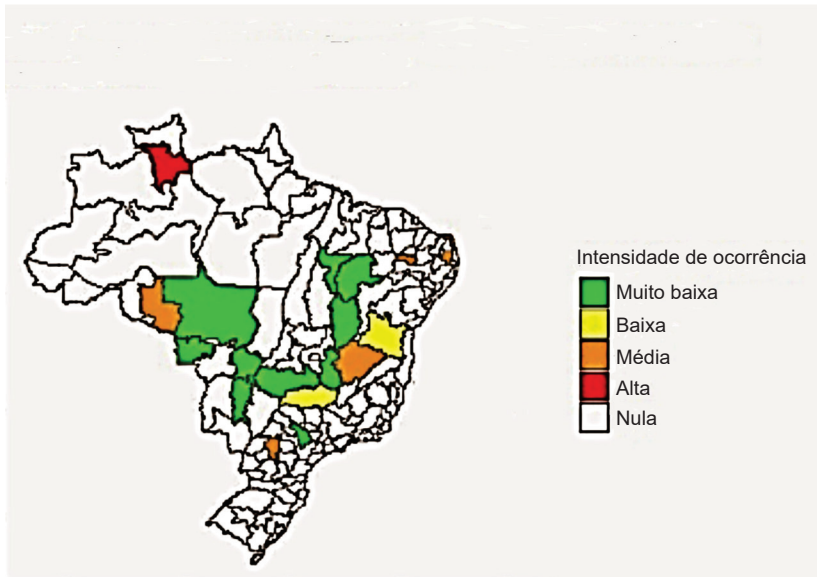 Intensidade de ocorrência
Muito baixa
Baixa
Média
Alta
Nula